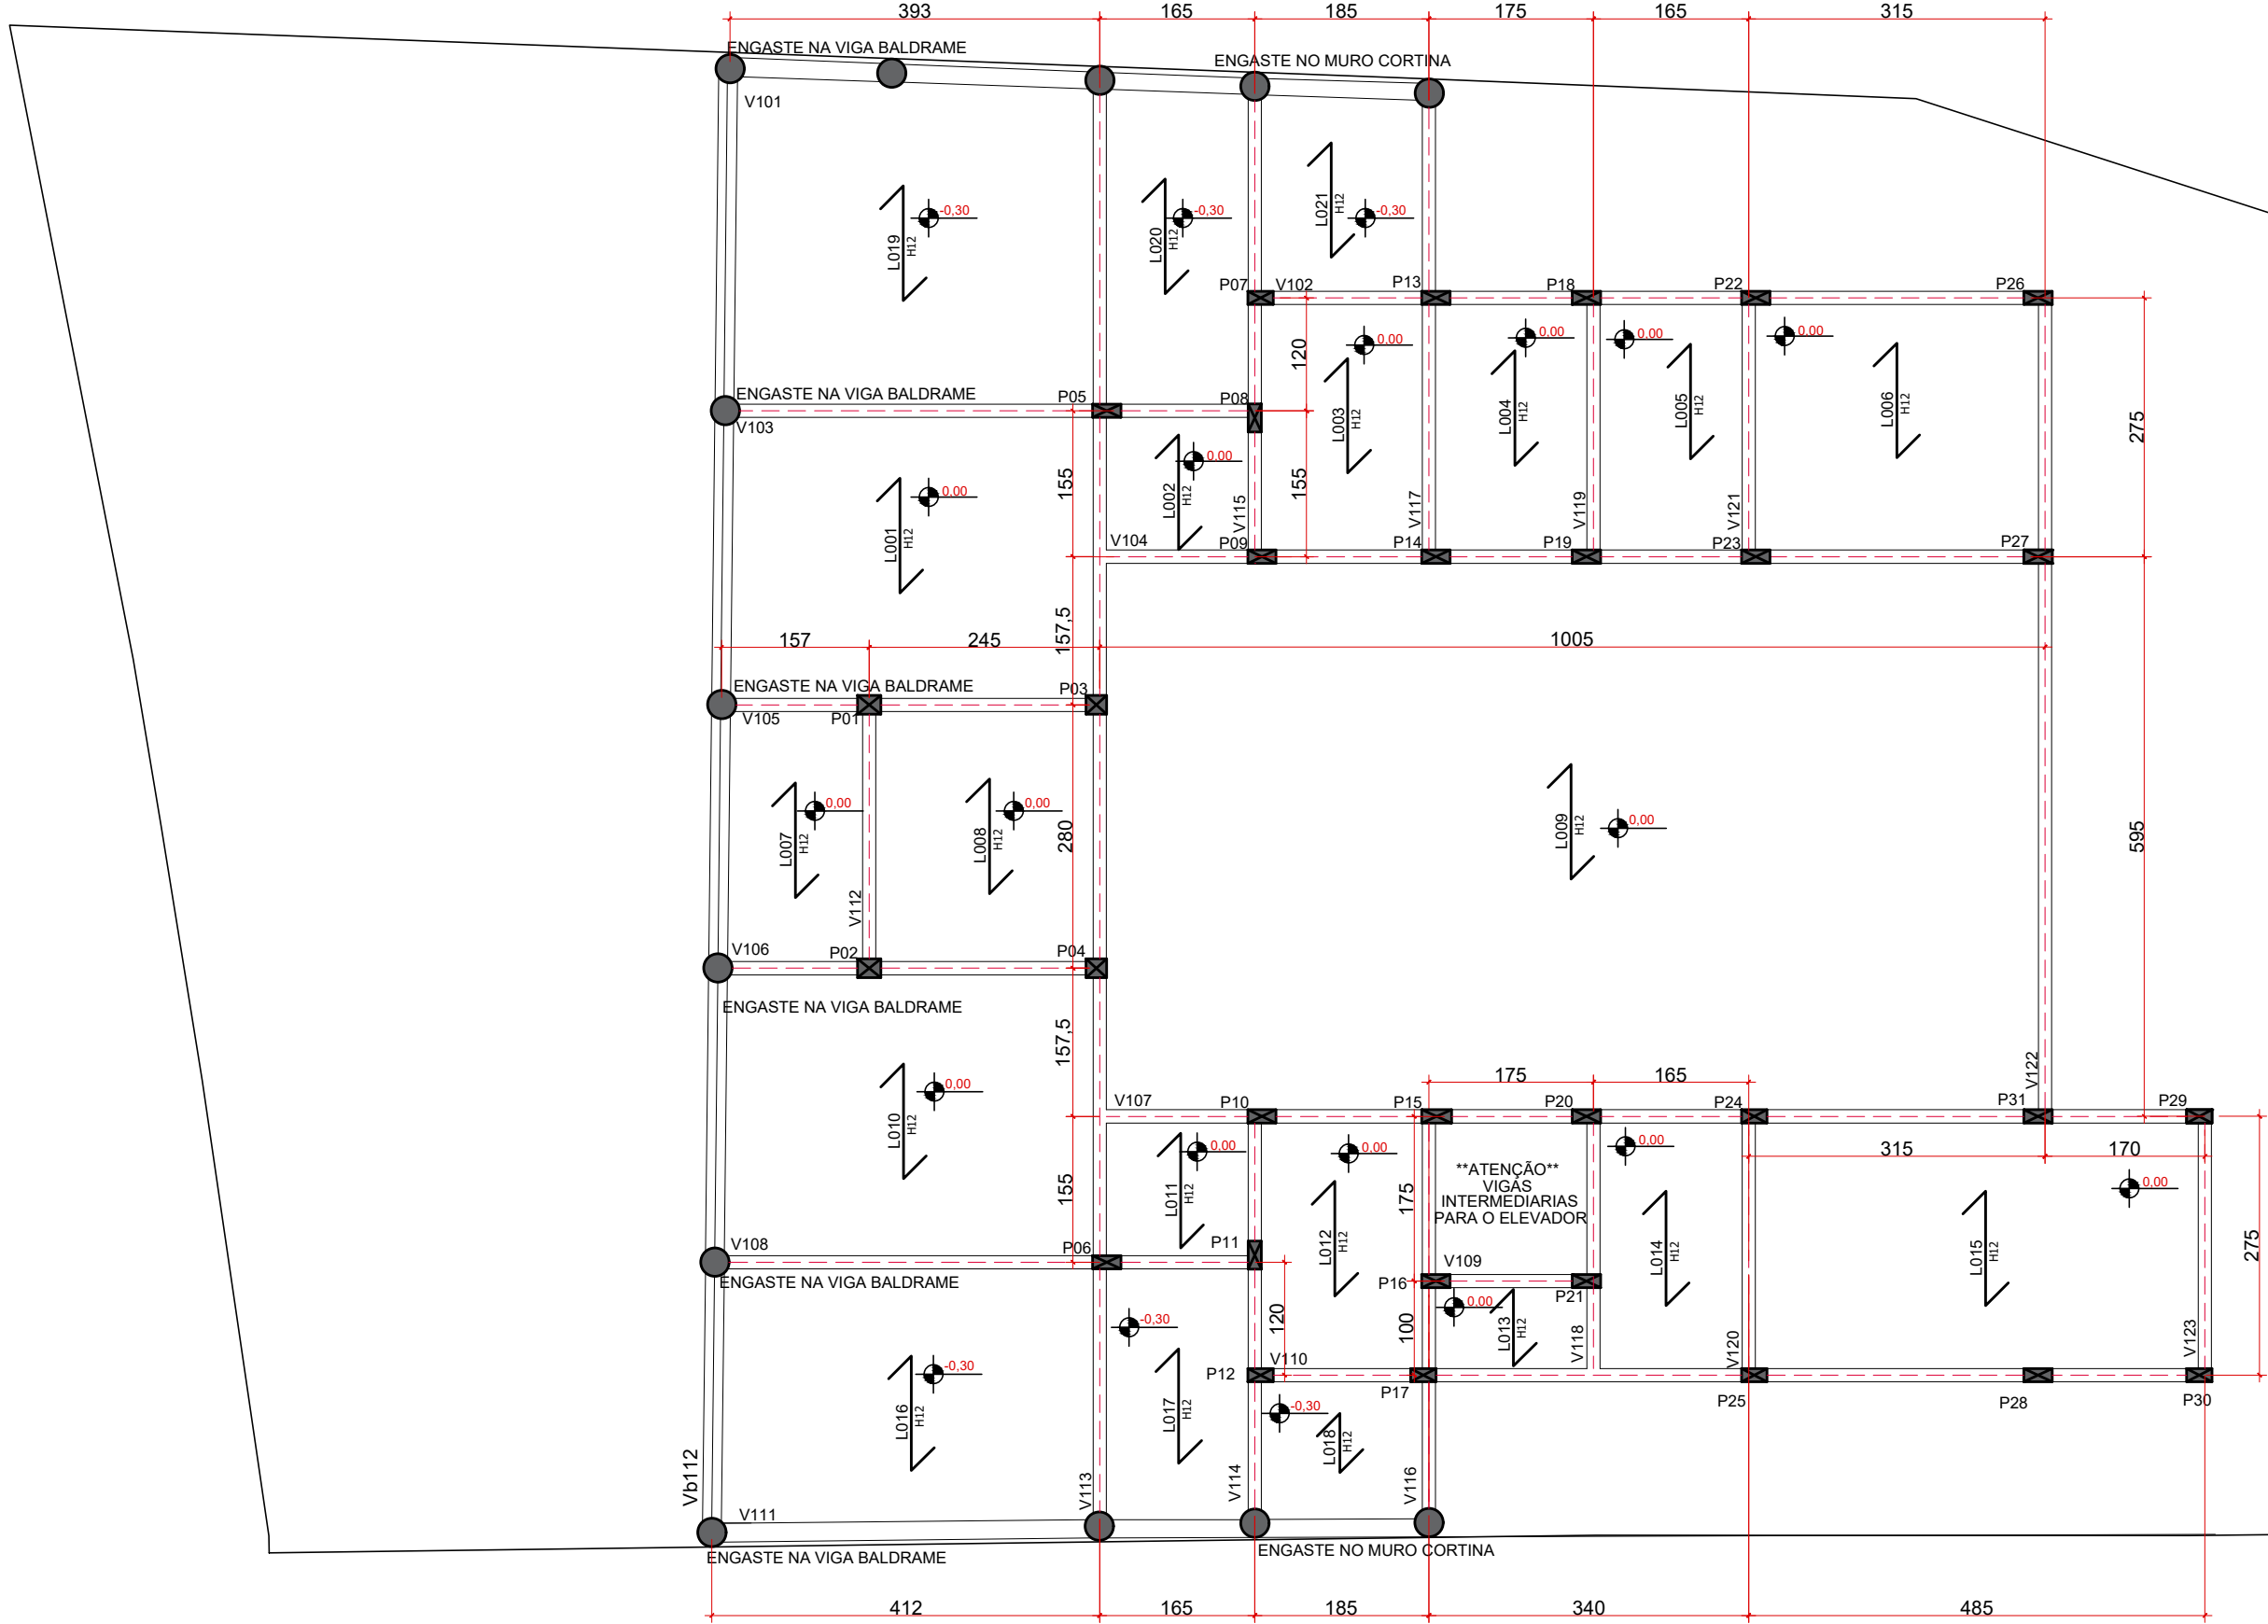 393
165
185
175
165
315
ENGASTE NA VIGA BALDRAME
ENGASTE NO MURO CORTINA
V101
L019
H12
-0,30
L020
H12
-0,30
L021
H12
-0,30
P07
V102
P13
P18
P22
P26
120
0,00
0,00
0,00
0,00
L003
H12
L004
H12
L005
H12
L006
H12
275
ENGASTE NA VIGA BALDRAME
P05
P08
V103
0,00
L001
H12
155
L002
H12
0,00
V115
155
V117
V119
V121
V104
P09
P14
P19
P23
P27
157,5
157
245
1005
ENGASTE NA VIGA BALDRAME
P03
V105
P01
L007
H12
0,00
L008
H12
0,00
280
L009
H12
0,00
595
V112
V106
P02
P04
ENGASTE NA VIGA BALDRAME
157,5
V122
175
165
0,00
L010
H12
V107
P10
P15
P20
P24
P31
P29
155
L011
H12
0,00
0,00
L012
H12
175
**ATENÇÃO**
VIGAS
INTERMEDIARIAS
PARA O ELEVADOR
0,00
L014
H12
315
170
0,00
L015
H12
275
V108
P06
P11
ENGASTE NA VIGA BALDRAME
V109
P16
P21
120
100
0,00
L013
H12
V118
V120
V123
-0,30
-0,30
L016
H12
L017
H12
V110
P12
P17
P25
P28
P30
-0,30
L018
H12
Vb112
V113
V114
V116
V111
ENGASTE NA VIGA BALDRAME
ENGASTE NO MURO CORTINA
412
165
185
340
485